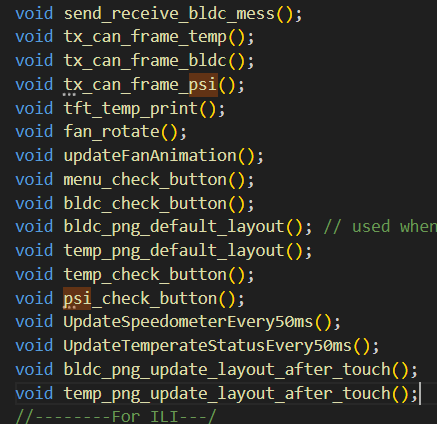 void send_receive_bldc_mess();
void tx_can_frame_temp();
void tx_can_frame_bldc();
void tx_can_frame_psi();
void tft_temp_print();
void fan_rotate();
void updateFanAnimation();
void menu_check_button();
void bldc_check_button();
void bldc_png_default_layout(); // used when
void temp_png_default_layout();
void temp_check_button();
void psi_check_button();
void UpdateSpeedometerEvery50ms();
void UpdateTemperateStatusEvery50ms();
void bldc_png_update_layout_after_touch();
void temp_png_update_layout_after_touch();
//--------For ILI---/